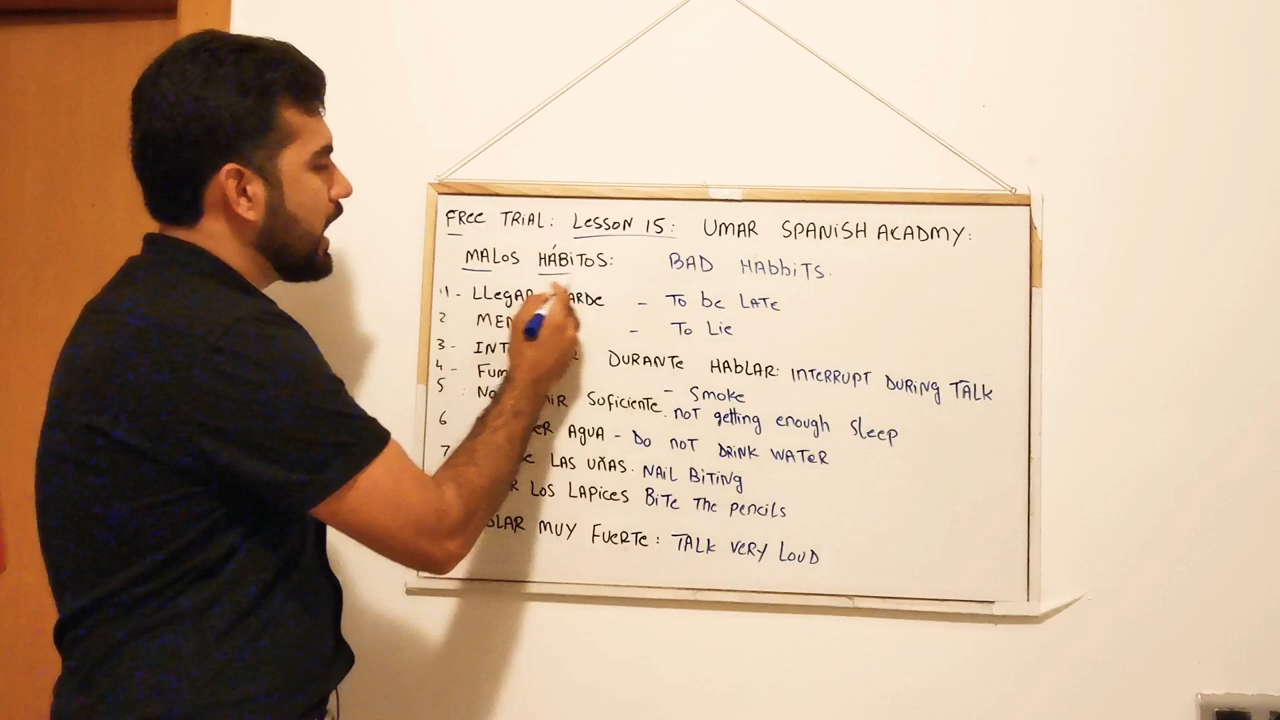 FRee TRiAL: LeSSON 15: UMAR SPANiSH ACADMY:
MALOS HÁBiTOS: BAD HAbbiTS.
1- LLegAR - To be LATe
2 - To Lie
3- DURANTe HABLAR: INTeRRUPT DURiNg TALK
4- - Smoke
5 Suficiente. noT getting enough Sleep
6 AgUA - Do noT DRiNK WATeR
7 LAS UÑAS. NAiL BiTiNg
LOS LAPiCeS BiTe The pencils
MUY FUeRTe: TALK veRY LouD